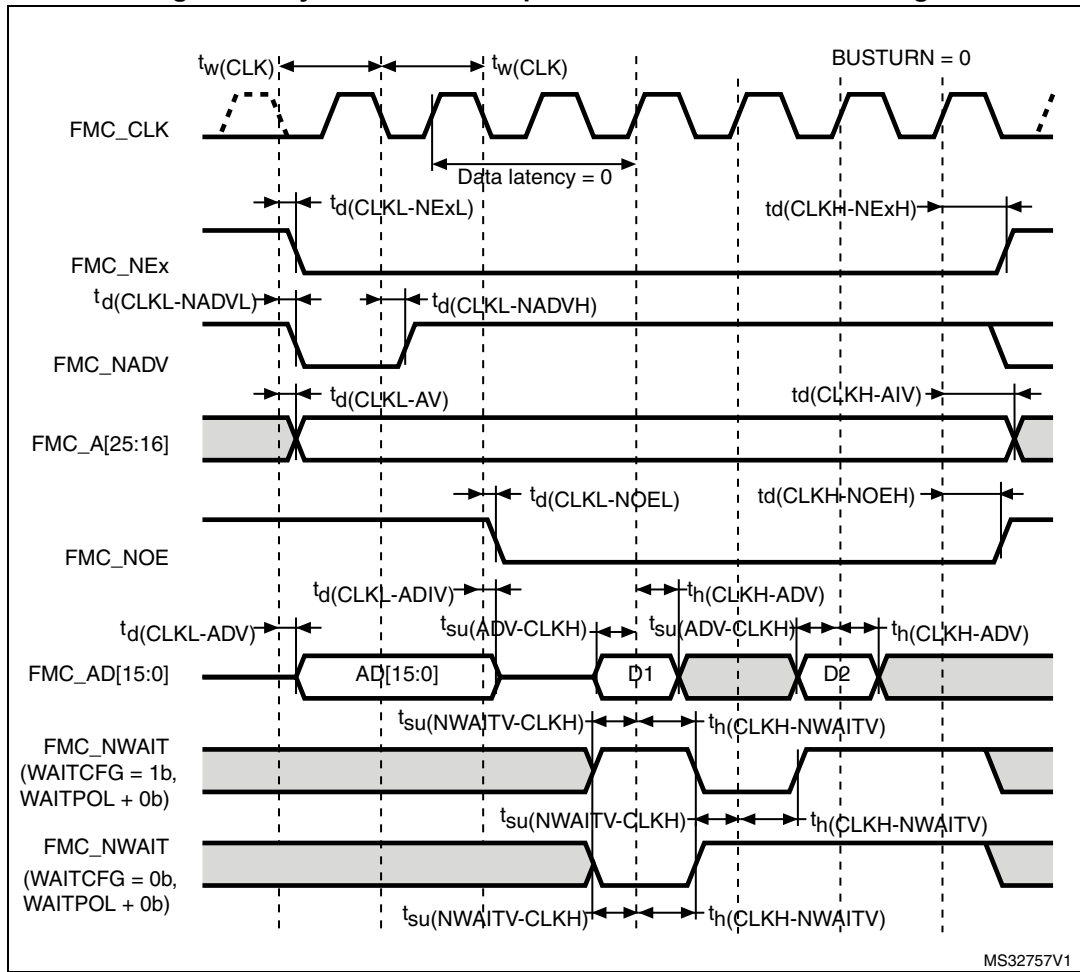 BUSTURN = 0
tw(CLK)
tw(CLK)
FMC_CLK
Data latency = 0
td(CLKL-NExL)
td(CLKH-NExH)
FMC_NEx
td(CLKL-NADVL)
td(CLKL-NADVH)
FMC_NADV
td(CLKL-AV)
td(CLKH-AIV)
FMC_A[25:16]
td(CLKL-NOEL)
td(CLKH-NOEH)
FMC_NOE
td(CLKL-ADIV)
th(CLKH-ADV)
td(CLKL-ADV)
tsu(ADV-CLKH)
tsu(ADV-CLKH)
th(CLKH-ADV)
FMC_AD[15:0]
AD[15:0]
D1
D2
tsu(NWAITV-CLKH)
th(CLKH-NWAITV)
FMC_NWAIT
(WAITCFG = 1b,
WAITPOL + 0b)
tsu(NWAITV-CLKH)
th(CLKH-NWAITV)
FMC_NWAIT
(WAITCFG = 0b,
WAITPOL + 0b)
tsu(NWAITV-CLKH)
th(CLKH-NWAITV)
MS32757V1